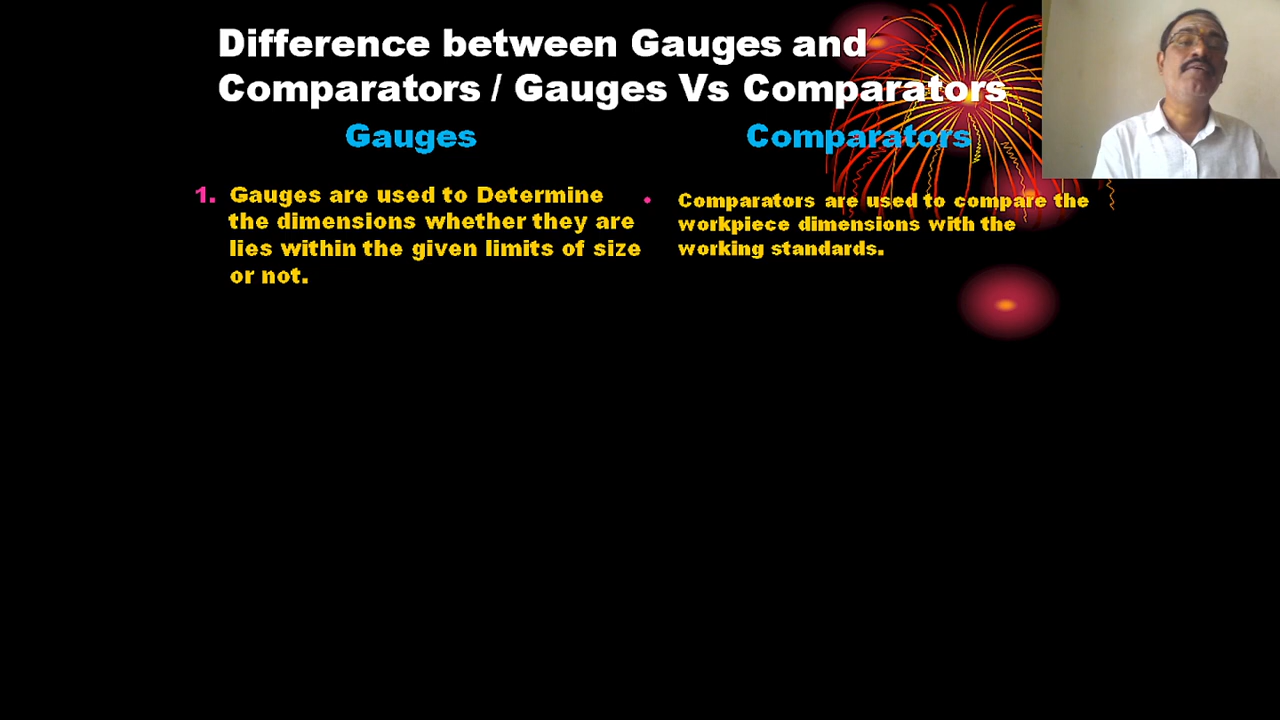 Difference between Gauges and
Comparators / Gauges Vs Comparators
Gauges
1. Gauges are used to Determine
the dimensions whether they are
lies within the given limits of size
or not.
Comparators
• Comparators are used to compare the
workpiece dimensions with the
working standards.